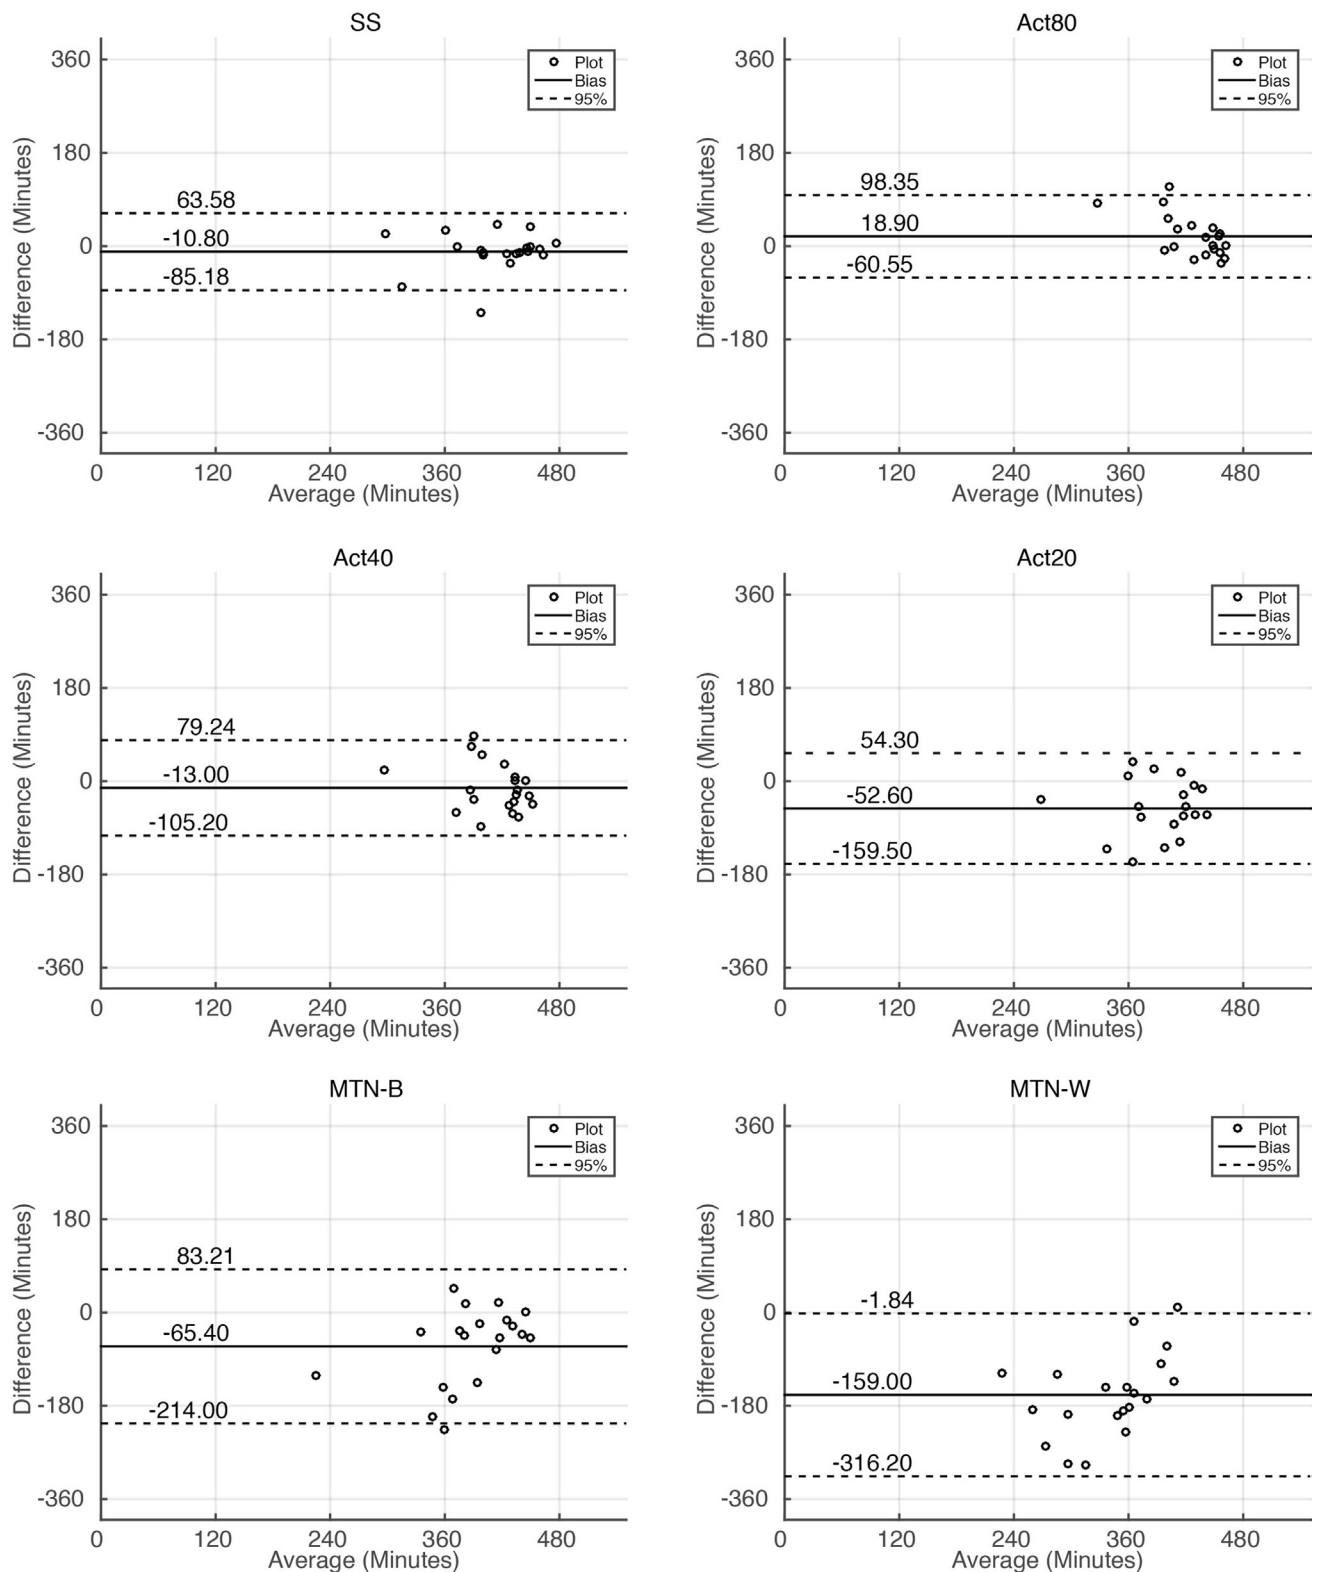 SS
360
180
0
-180
-360
Difference (Minutes)
63.58
-10.80
-85.18
Plot
Bias
95%
0 120 240 360 480
Average (Minutes)
Act80
360
180
0
-180
-360
Difference (Minutes)
98.35
18.90
-60.55
Plot
Bias
95%
0 120 240 360 480
Average (Minutes)
Act40
360
180
0
-180
-360
Difference (Minutes)
79.24
-13.00
-105.20
Plot
Bias
95%
0 120 240 360 480
Average (Minutes)
Act20
360
180
0
-180
-360
Difference (Minutes)
54.30
-52.60
-159.50
Plot
Bias
95%
0 120 240 360 480
Average (Minutes)
MTN-B
360
180
0
-180
-360
Difference (Minutes)
83.21
-65.40
-214.00
Plot
Bias
95%
0 120 240 360 480
Average (Minutes)
MTN-W
360
180
0
-180
-360
Difference (Minutes)
-1.84
-159.00
-316.20
Plot
Bias
95%
0 120 240 360 480
Average (Minutes)